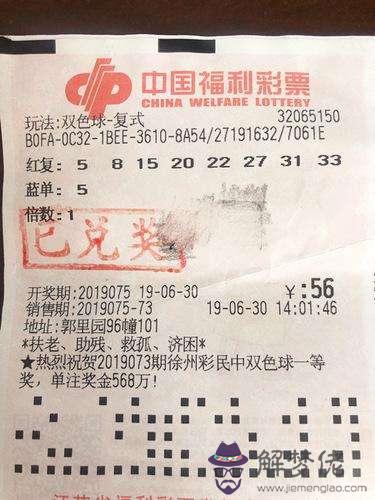 中国福利彩票
CHINA WELFARE LOTTERY
玩法:双色球-复式 32065150
B0FA-0C32-1BEE-3610-8A54/27191632/7061E
红复: 5 8 15 20 22 27 31 33
蓝单: 5
倍数:1
已兑奖
开奖期:2019075 19-06-30 ¥:56
销售期:2019075-73 19-06-30 14:01:46
地址:郭里园96幢101
*扶老、助残、救孤、济困*
★热烈祝贺2019073期徐州彩民中双色球一等
奖,单注奖金568万!
解梦佬
www.jiemenglao.com